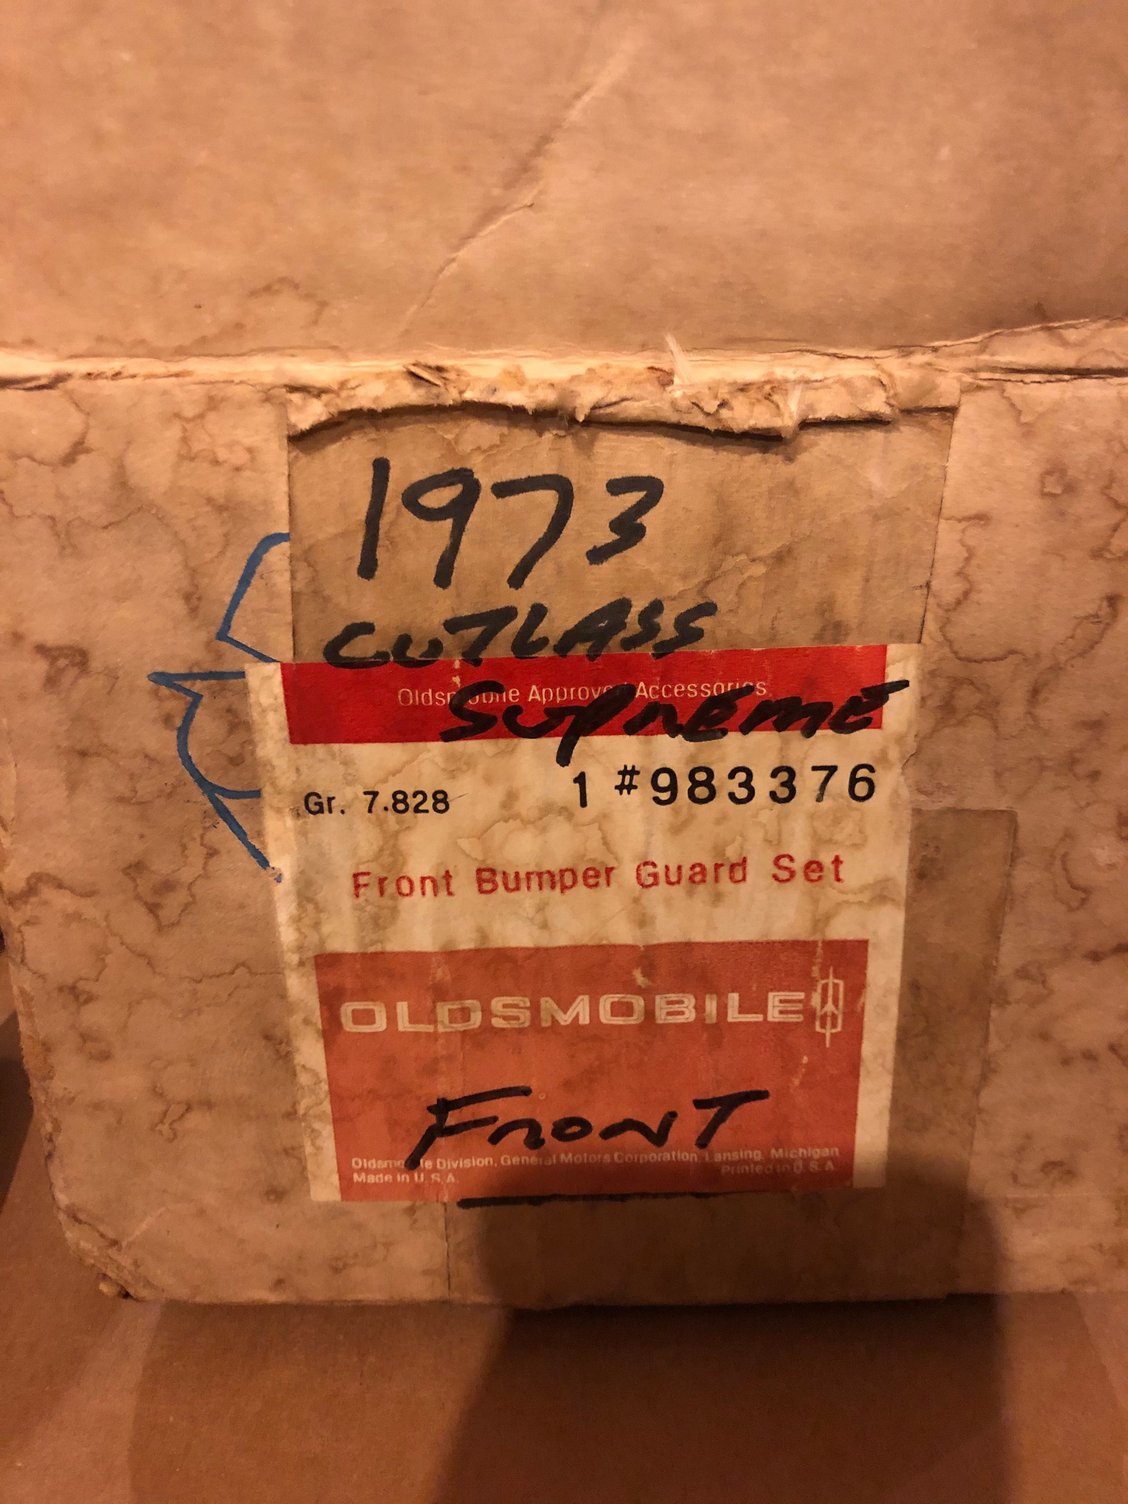 1973
CUTLASS
Oldsmobile Approved Accessories
SUPREME
Gr. 7.828 1 #983376
Front Bumper Guard Set
OLDSMOBILE
FRONT
Oldsmobile Division, General Motors Corporation, Lansing, Michigan
Made in U.S.A. Printed in U.S.A.